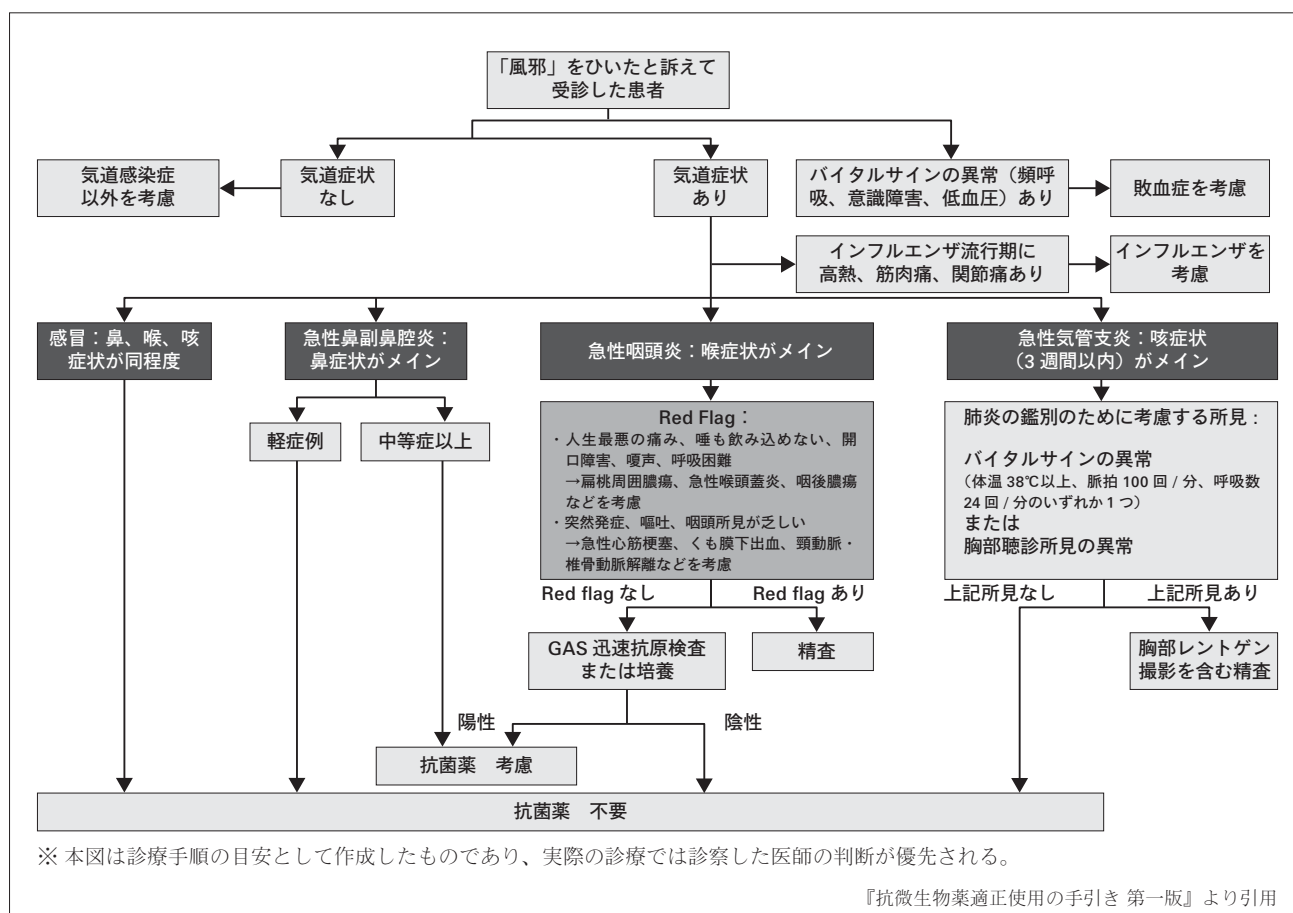 「風邪」をひいたと訴えて
受診した患者
気道感染症
以外を考慮
気道症状
なし
気道症状
あり
バイタルサインの異常（頻呼
吸、意識障害、低血圧）あり
敗血症を考慮
インフルエンザ流行期に
高熱、筋肉痛、関節痛あり
インフルエンザを
考慮
感冒：鼻、喉、咳
症状が同程度
急性鼻副鼻腔炎：
鼻症状がメイン
急性咽頭炎：喉症状がメイン
急性気管支炎：咳症状
（3 週間以内）がメイン
軽症例
中等症以上
Red Flag：
・人生最悪の痛み、唾も飲み込めない、開
口障害、嗄声、呼吸困難
→扁桃周囲膿瘍、急性喉頭蓋炎、咽後膿瘍
などを考慮
・突然発症、嘔吐、咽頭所見が乏しい
→急性心筋梗塞、くも膜下出血、頸動脈・
椎骨動脈解離などを考慮
肺炎の鑑別のために考慮する所見：
バイタルサインの異常
（体温 38℃以上、脈拍 100 回 / 分、呼吸数
24 回 / 分のいずれか 1 つ）
または
胸部聴診所見の異常
Red flag なし
Red flag あり
上記所見なし
上記所見あり
GAS 迅速抗原検査
または培養
精査
胸部レントゲン
撮影を含む精査
陽性
陰性
抗菌薬　考慮
抗菌薬　不要
※ 本図は診療手順の目安として作成したものであり、実際の診療では診察した医師の判断が優先される。
『抗微生物薬適正使用の手引き 第一版』より引用